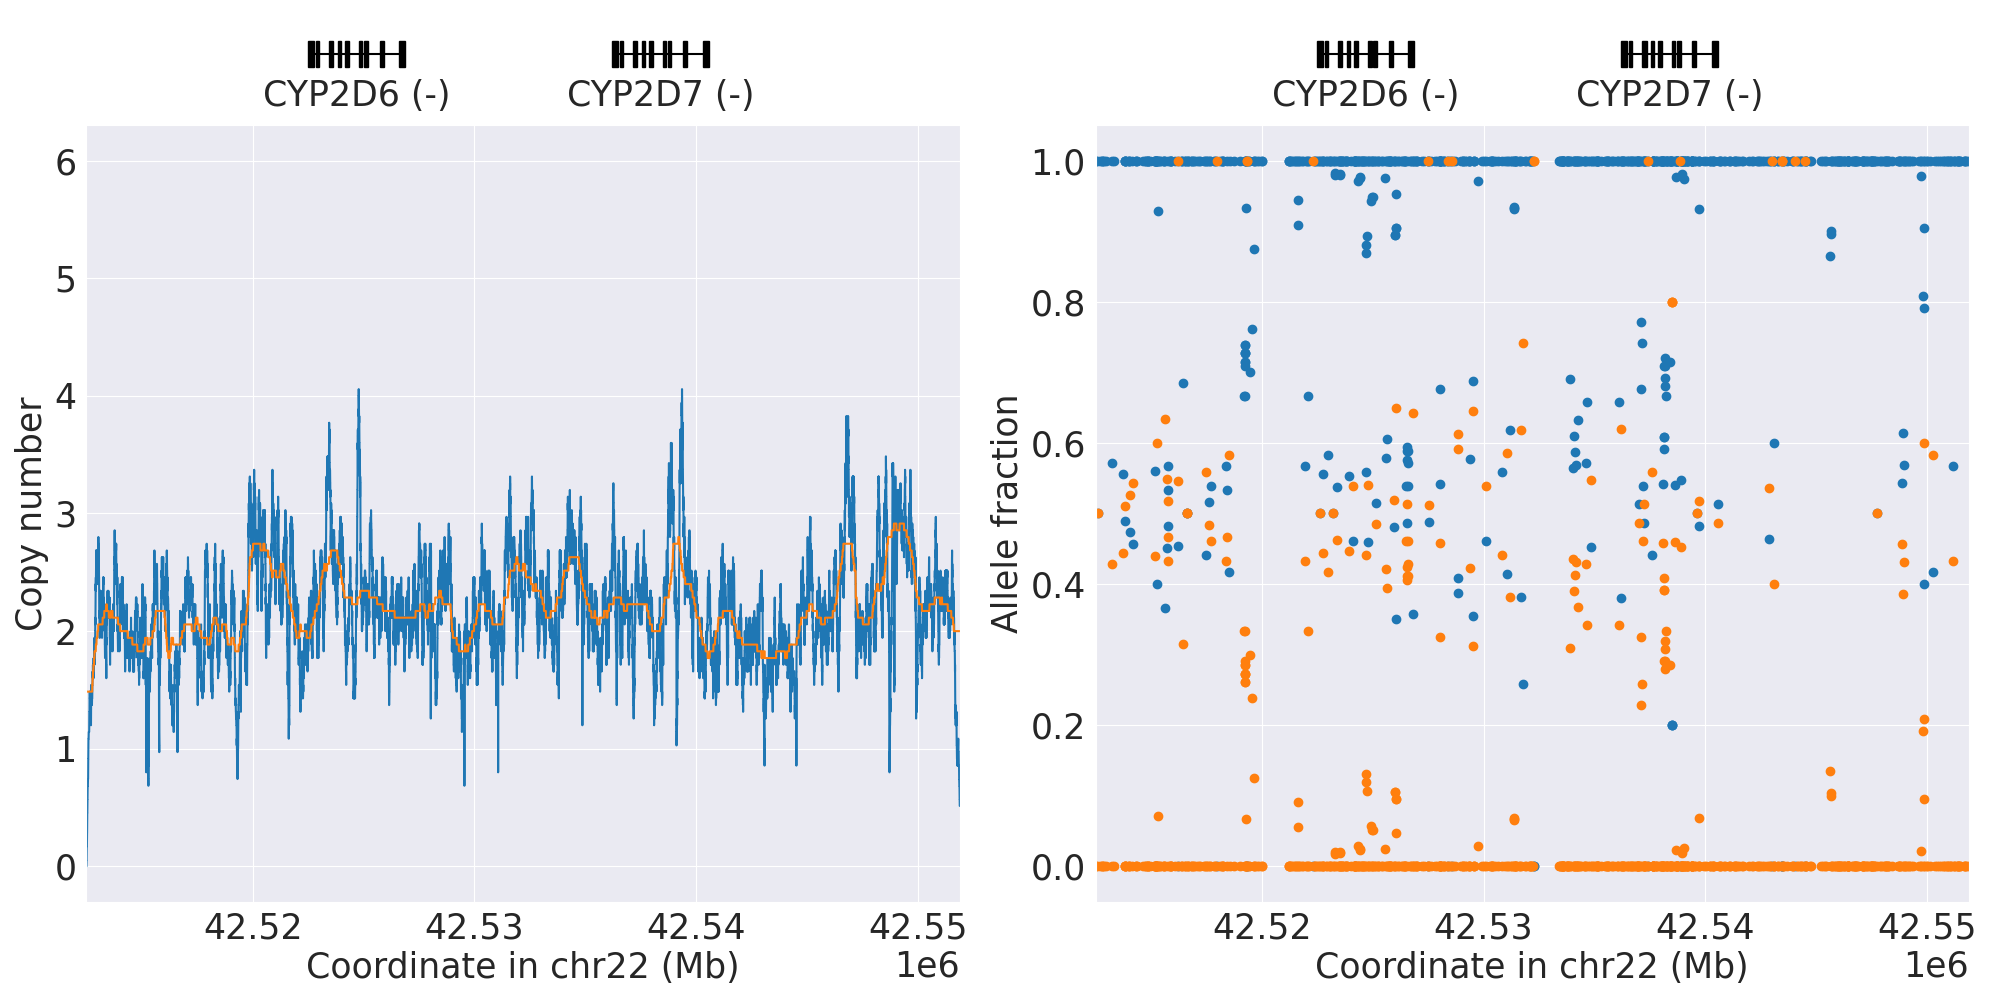 CYP2D6 (-)
CYP2D7 (-)
6
5
4
3
2
1
0
Copy number
42.52
42.53
42.54
42.55
Coordinate in chr22 (Mb)
1e6
CYP2D6 (-)
CYP2D7 (-)
1.0
0.8
0.6
0.4
0.2
0.0
Allele fraction
42.52
42.53
42.54
42.55
Coordinate in chr22 (Mb)
1e6